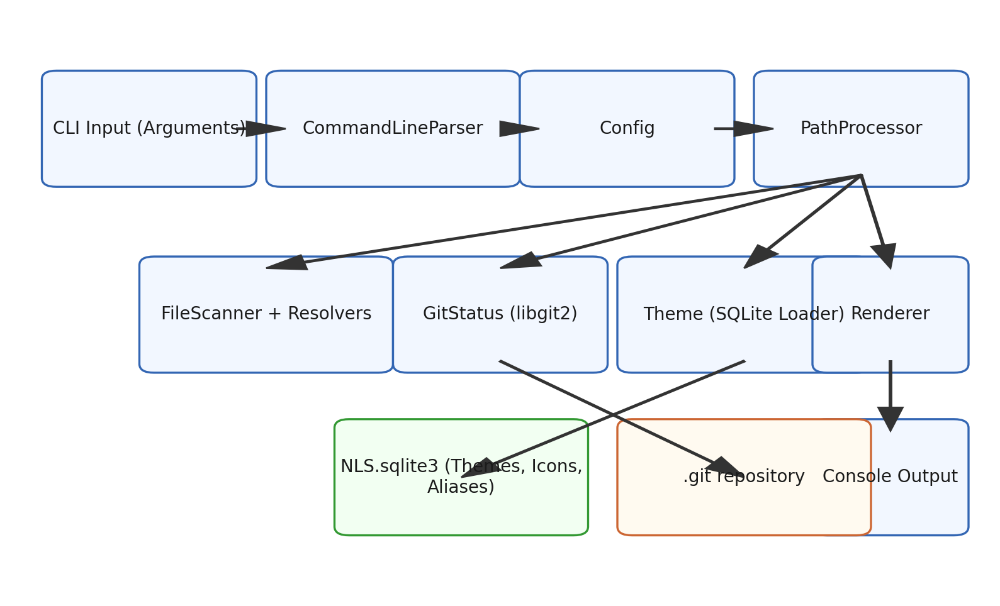 CLI Input (Arguments)
CommandLineParser
Config
PathProcessor
FileScanner + Resolvers
GitStatus (libgit2)
Theme (SQLite Loader)
Renderer
NLS.sqlite3 (Themes, Icons,
Aliases)
.git repository
Console Output